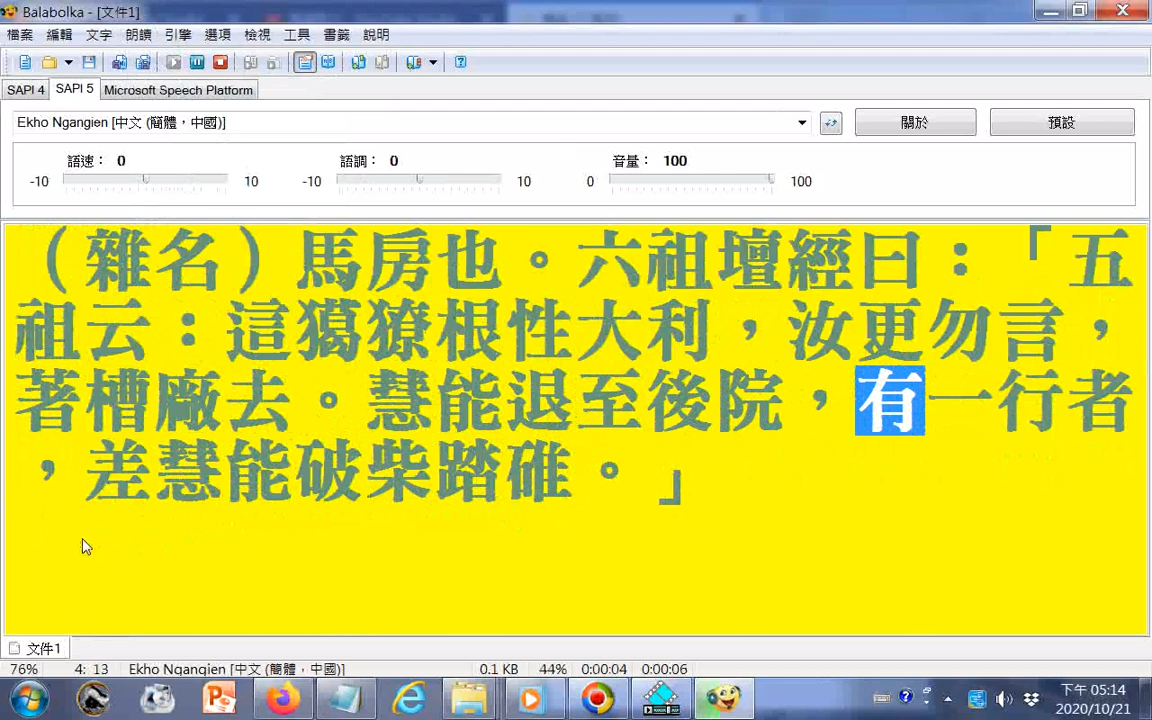 Balabolka - [文件1]
檔案 編輯 文字 朗讀 引擎 選項 檢視 工具 書籤 說明
SAPI 4 SAPI 5 Microsoft Speech Platform
Ekho Ngangien [中文 (簡體，中國)] 關於 預設
語速： 0 語調： 0 音量： 100
-10 10 -10 10 0 100
（雜名）馬房也。六祖壇經曰：「五
祖云：這獦獠根性大利，汝更勿言，
著槽廠去。慧能退至後院，有一行者
，差慧能破柴踏碓。」
文件1
76% 4: 13 Ekho Ngangien [中文 (簡體，中國)] 0.1 KB 44% 0:00:04 0:00:06
下午 05:14
2020/10/21